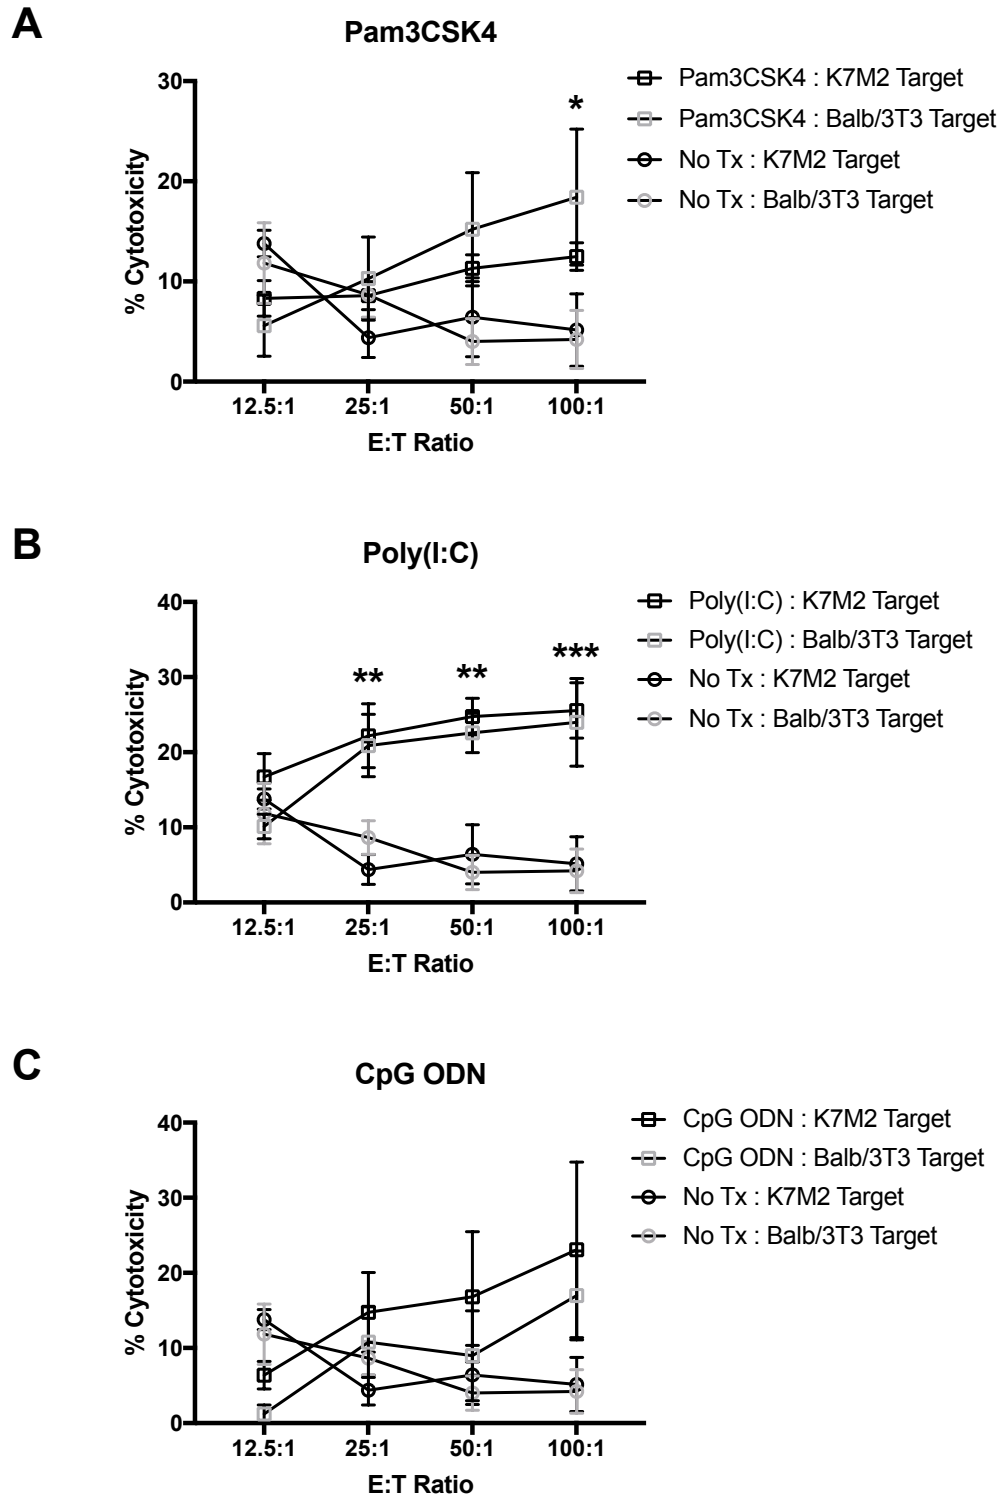 A
Pam3CSK4
30
20
10
0
% Cytotoxicity
*
12.5:1 25:1 50:1 100:1
E:T Ratio
Pam3CSK4 : K7M2 Target
Pam3CSK4 : Balb/3T3 Target
No Tx : K7M2 Target
No Tx : Balb/3T3 Target
B
Poly(I:C)
40
30
20
10
0
% Cytotoxicity
** ** ***
12.5:1 25:1 50:1 100:1
E:T Ratio
Poly(I:C) : K7M2 Target
Poly(I:C) : Balb/3T3 Target
No Tx : K7M2 Target
No Tx : Balb/3T3 Target
C
CpG ODN
40
30
20
10
0
% Cytotoxicity
12.5:1 25:1 50:1 100:1
E:T Ratio
CpG ODN : K7M2 Target
CpG ODN : Balb/3T3 Target
No Tx : K7M2 Target
No Tx : Balb/3T3 Target